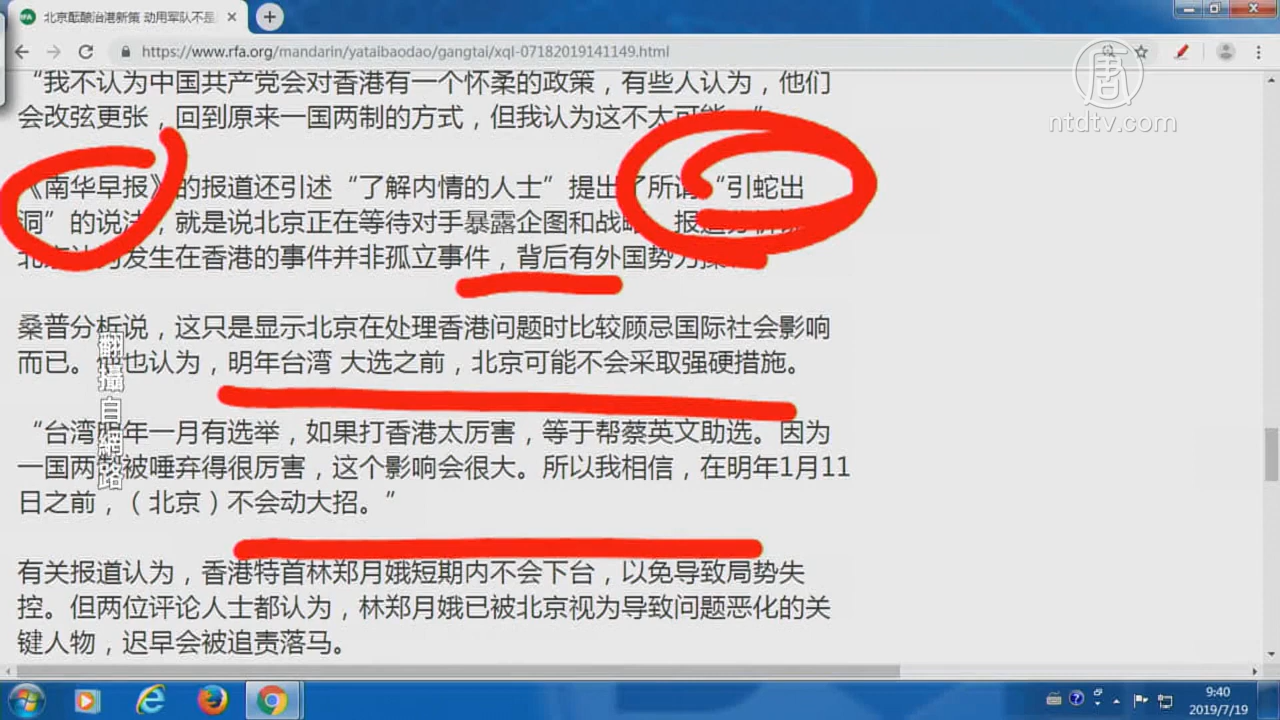 北京酝酿治港新策 动用军队不是
https://www.rfa.org/mandarin/yataibaodao/gangtai/xql-07182019141149.html
唐
ntdtv.com
“我不认为中国共产党会对香港有一个怀柔的政策，有些人认为，他们
会改弦更张，回到原来一国两制的方式，但我认为这不太可能。”
《南华早报》的报道还引述“了解内情的人士”提出了所谓“引蛇出
洞”的说法，就是说北京正在等待对手暴露企图和战略。报道分析说
北京认为发生在香港的事件并非孤立事件，背后有外国势力操
桑普分析说，这只是显示北京在处理香港问题时比较顾忌国际社会影响
而已。他也认为，明年台湾 大选之前，北京可能不会采取强硬措施。
“台湾明年一月有选举，如果打香港太厉害，等于帮蔡英文助选。因为
一国两制被唾弃得很厉害，这个影响会很大。所以我相信，在明年1月11
日之前，（北京）不会动大招。”
有关报道认为，香港特首林郑月娥短期内不会下台，以免导致局势失
控。但两位评论人士都认为，林郑月娥已被北京视为导致问题恶化的关
键人物，迟早会被追责落马。
翻攝自網路
9:40
2019/7/19